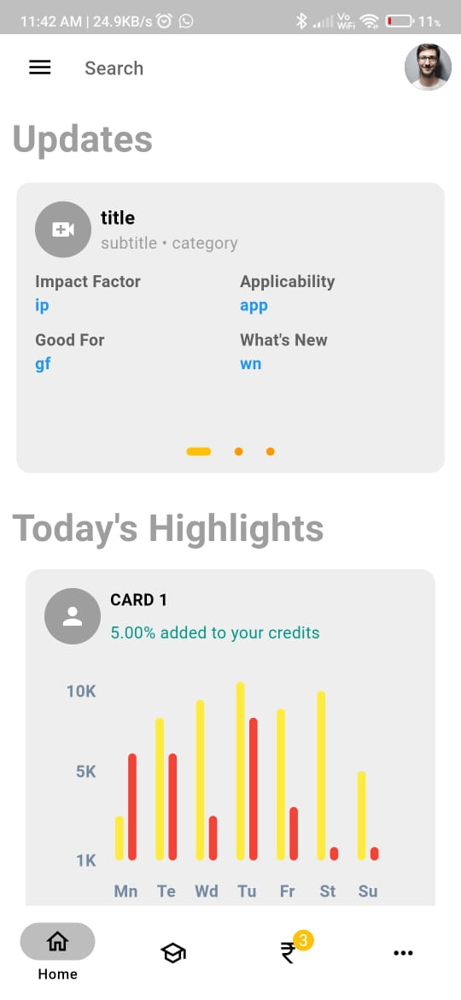 11:42 AM | 24.9KB/s
Vo WiFi 11%
Search
Updates
title
subtitle • category
Impact Factor Applicability
ip app
Good For What's New
gf wn
Today's Highlights
CARD 1
5.00% added to your credits
10K
5K
1K
Mn Te Wd Tu Fr St Su
₹ 3
Home